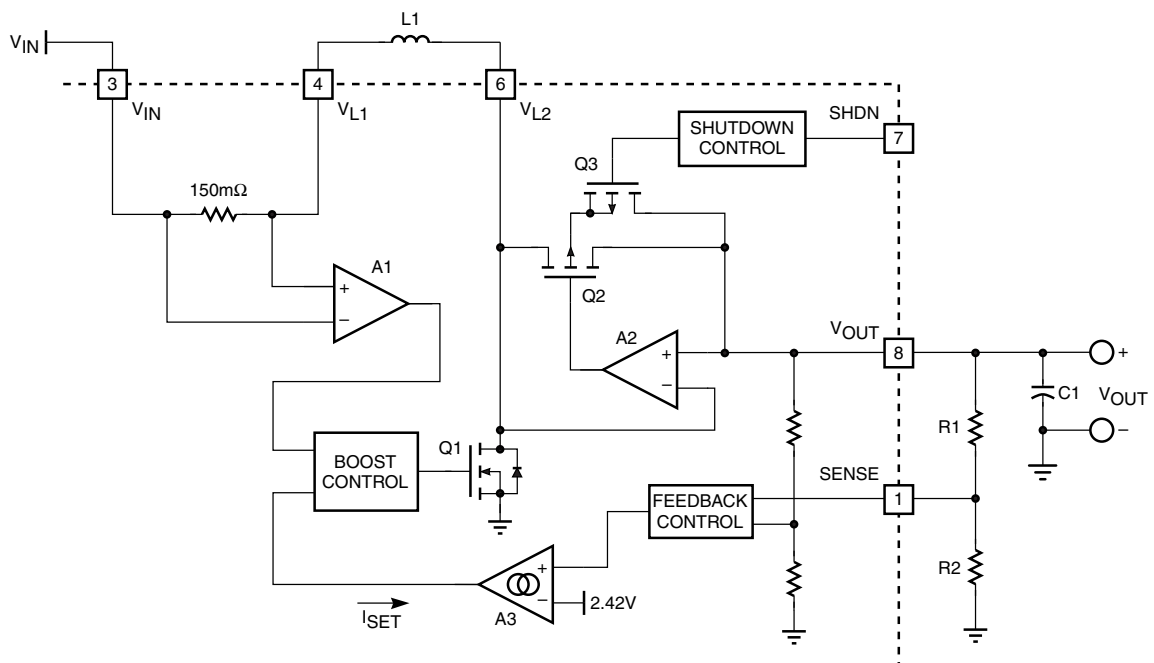 L1
VIN
3
4
6
VIN
VL1
VL2
SHDN
SHUTDOWN
CONTROL
7
Q3
150mΩ
A1
+
−
Q2
A2
+
−
VOUT
8
+
C1
VOUT
−
R1
Q1
BOOST
CONTROL
SENSE
FEEDBACK
CONTROL
1
R2
+
−
2.42V
A3
ISET